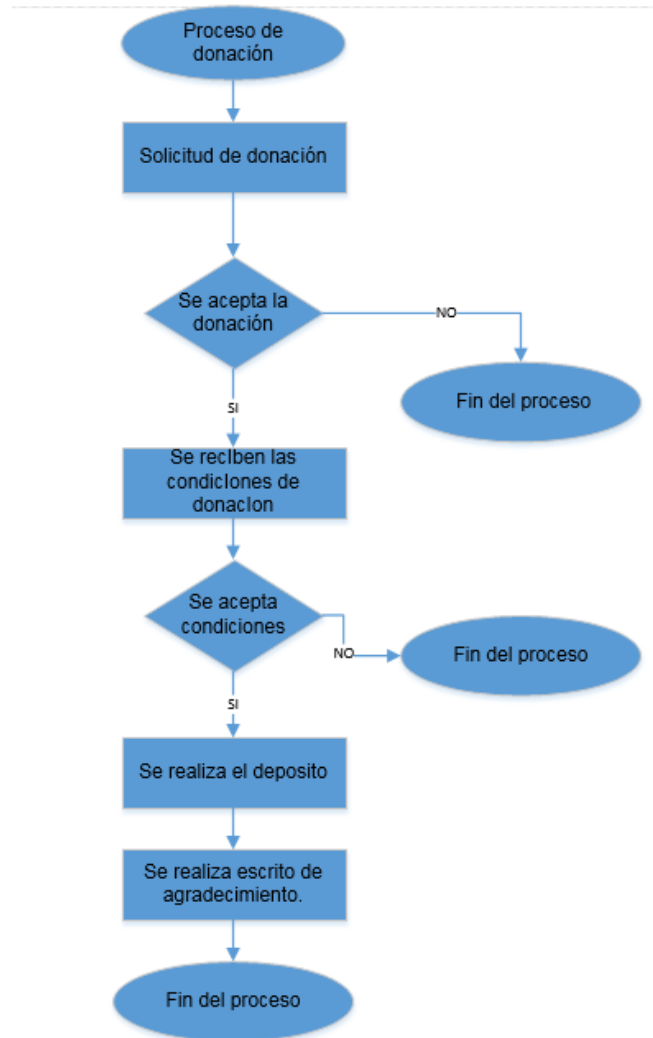 Proceso de
donación
Solicitud de donación
Se acepta la
donación
NO
Fin del proceso
SI
Se reciben las
condiciones de
donacion
Se acepta
condiciones
NO
Fin del proceso
SI
Se realiza el deposito
Se realiza escrito de
agradecimiento.
Fin del proceso